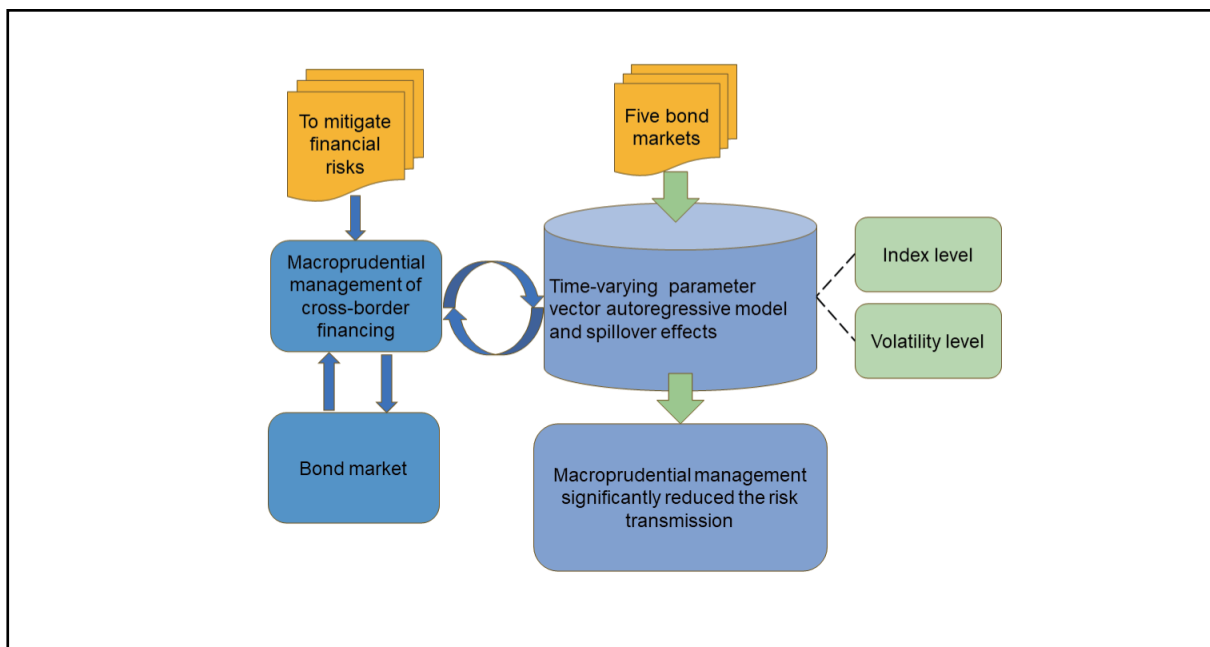 To mitigate
financial
risks
Five bond
markets
Macroprudential
management of
cross-border
financing
Time-varying parameter
vector autoregressive model
and spillover effects
Index level
Volatility level
Bond market
Macroprudential management
significantly reduced the risk
transmission